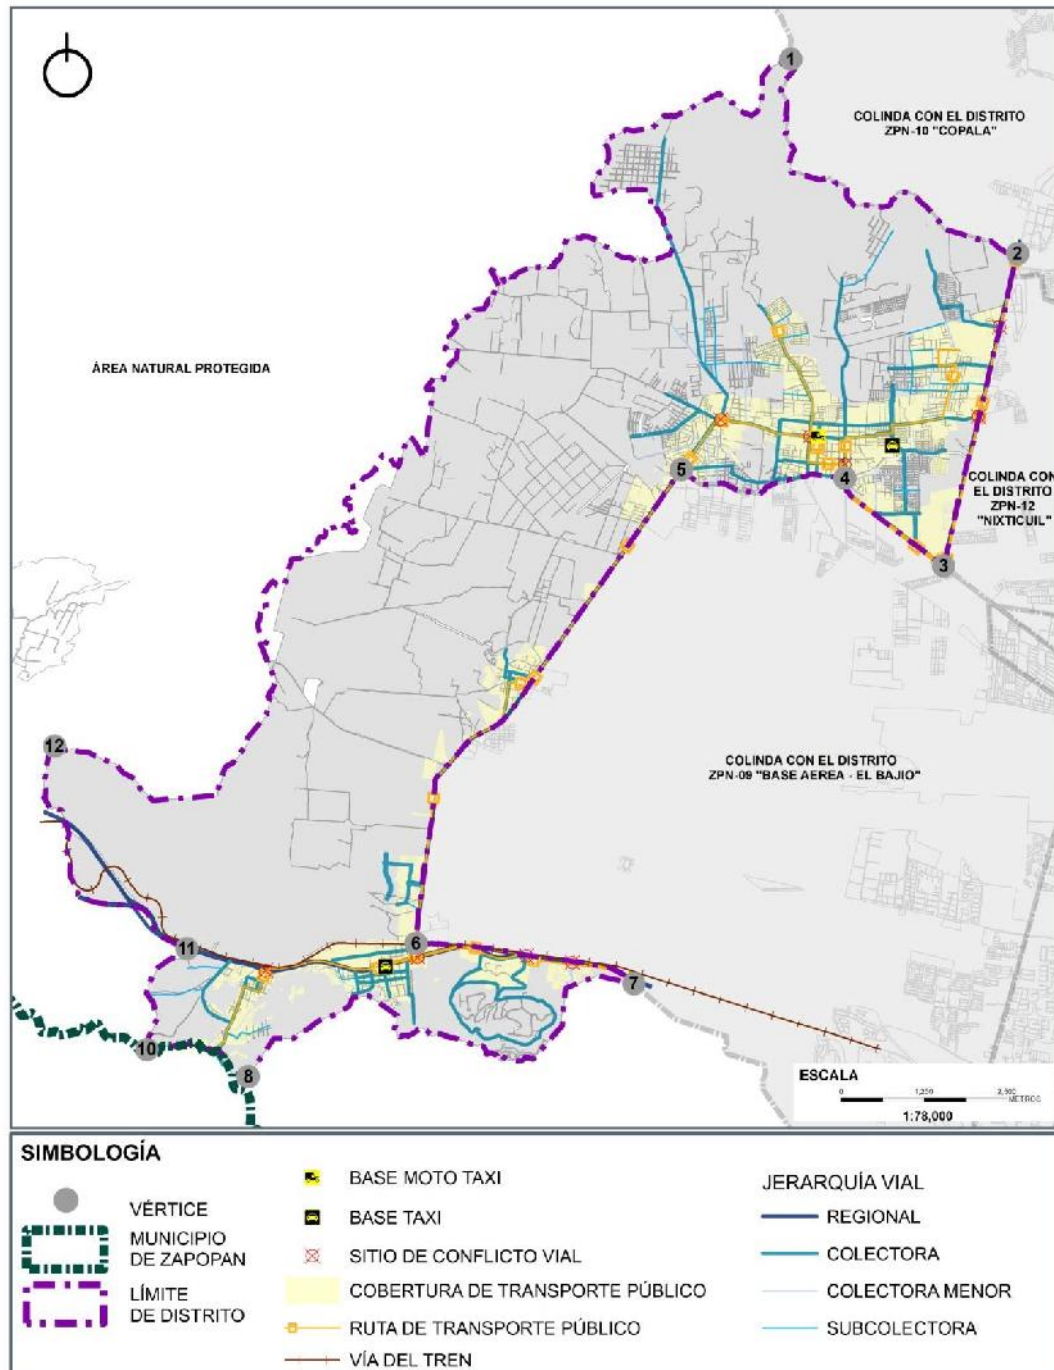 1
COLINDA CON EL DISTRITO
ZPN-10 "COPALA"
2
ÁREA NATURAL PROTEGIDA
5
4
COLINDA CON
EL DISTRITO
ZPN-12
"NIXTICUIL"
3
12
COLINDA CON EL DISTRITO
ZPN-09 "BASE AEREA - EL BAJIO"
11
6
7
10
8
ESCALA
0
METROS
1:78,000
SIMBOLOGÍA
VÉRTICE
MUNICIPIO
DE ZAPOPAN
LÍMITE
DE DISTRITO
BASE MOTO TAXI
BASE TAXI
SITIO DE CONFLICTO VIAL
COBERTURA DE TRANSPORTE PÚBLICO
RUTA DE TRANSPORTE PÚBLICO
VÍA DEL TREN
JERARQUÍA VIAL
REGIONAL
COLECTORA
COLECTORA MENOR
SUBCOLECTORA